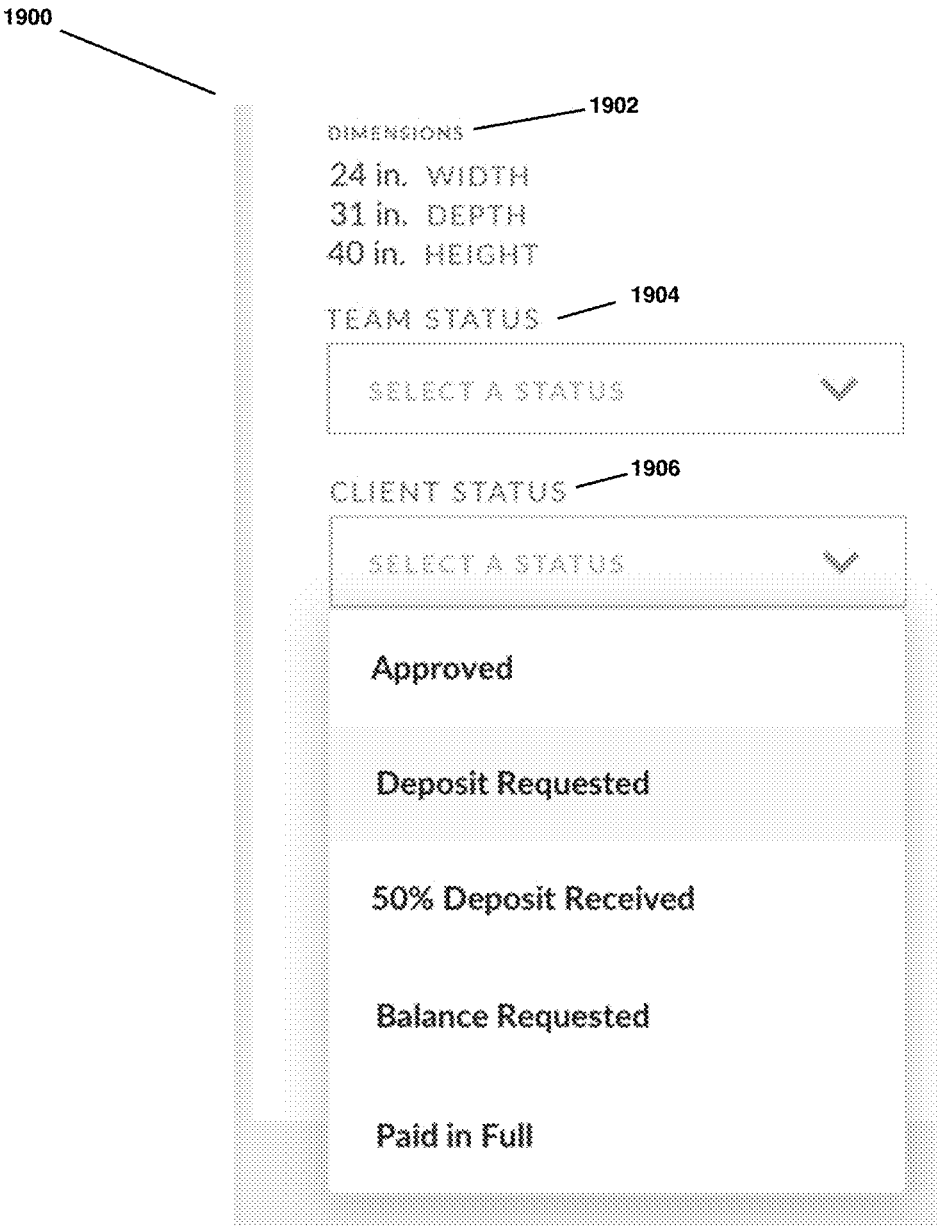 1900
1902
DIMENSIONS
24 in. WIDTH
31 in. DEPTH
40 in. HEIGHT
1904
TEAM STATUS
SELECT A STATUS
1906
CLIENT STATUS
SELECT A STATUS
Approved
Deposit Requested
50% Deposit Received
Balance Requested
Paid in Full